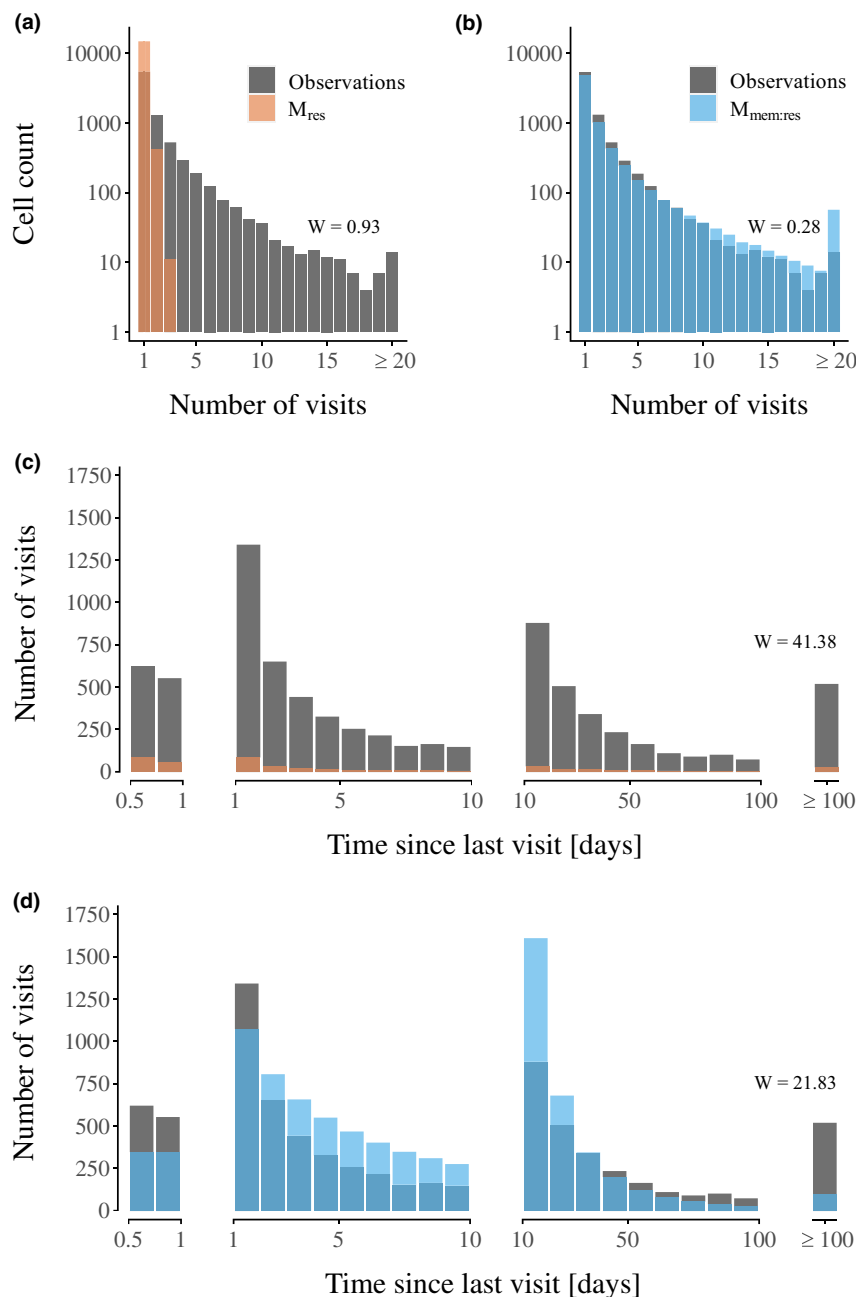 (a)
10000
1000
100
10
1
Cell count
Observations
Mres
W = 0.93
1 5 10 15 ≥ 20
Number of visits
(b)
10000
1000
100
10
1
Observations
Mmem:res
W = 0.28
1 5 10 15 ≥ 20
Number of visits
(c)
1750
1500
1250
1000
750
500
250
0
Number of visits
W = 41.38
0.5 1 1 5 10 10 50 100 ≥ 100
Time since last visit [days]
(d)
1750
1500
1250
1000
750
500
250
0
Number of visits
W = 21.83
0.5 1 1 5 10 10 50 100 ≥ 100
Time since last visit [days]